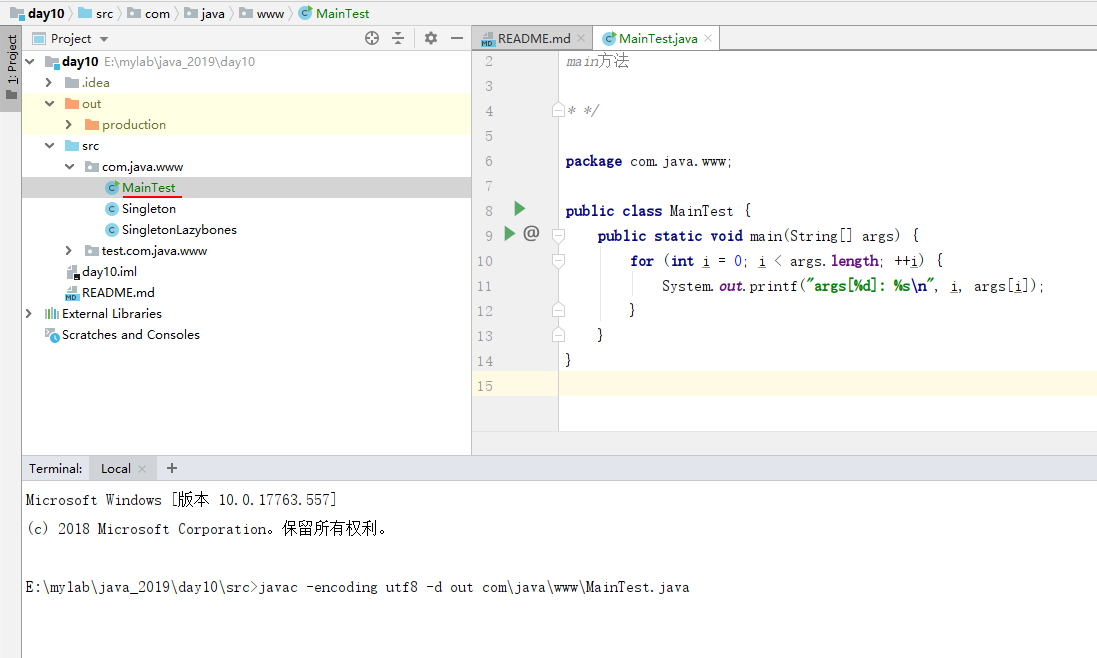 day10 src com java www MainTest
1: Project
Project
README.md
MainTest.java
day10 E:\mylab\java_2019\day10
.idea
out
production
src
com.java.www
MainTest
Singleton
SingletonLazybones
test.com.java.www
day10.iml
README.md
External Libraries
Scratches and Consoles
2 main方法
3
4 * */
5
6 package com.java.www;
7
8 public class MainTest {
9 @ public static void main(String[] args) {
10 for (int i = 0; i < args.length; ++i) {
11 System.out.printf("args[%d]: %s\n", i, args[i]);
12 }
13 }
14 }
15
Terminal: Local +
Microsoft Windows [版本 10.0.17763.557]
(c) 2018 Microsoft Corporation。保留所有权利。
E:\mylab\java_2019\day10\src>javac -encoding utf8 -d out com\java\www\MainTest.java